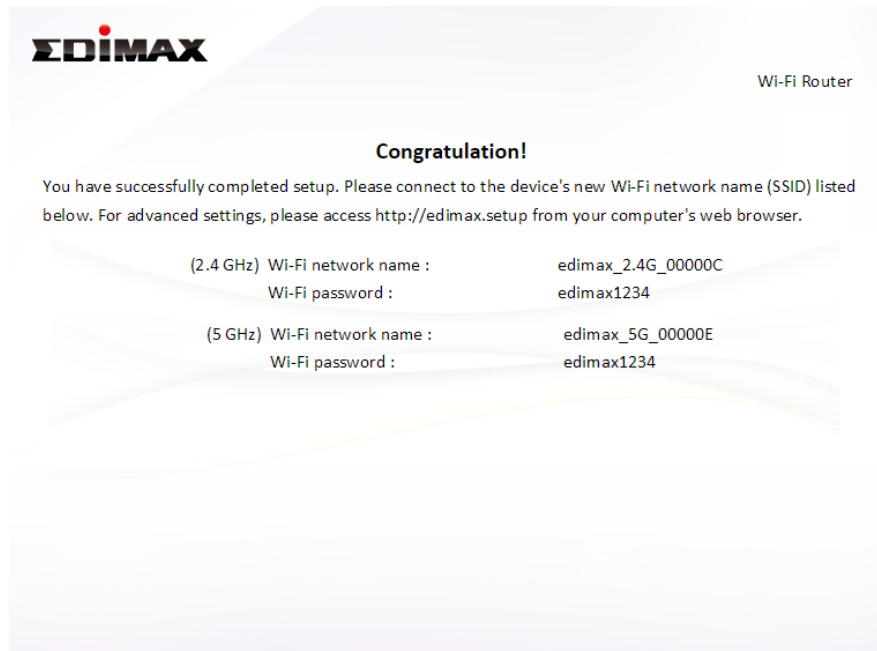 EDIMAX
Wi-Fi Router
Congratulation!
You have successfully completed setup. Please connect to the device's new Wi-Fi network name (SSID) listed
below. For advanced settings, please access http://edimax.setup from your computer's web browser.
(2.4 GHz) Wi-Fi network name : edimax_2.4G_00000C
Wi-Fi password : edimax1234
(5 GHz) Wi-Fi network name : edimax_5G_00000E
Wi-Fi password : edimax1234